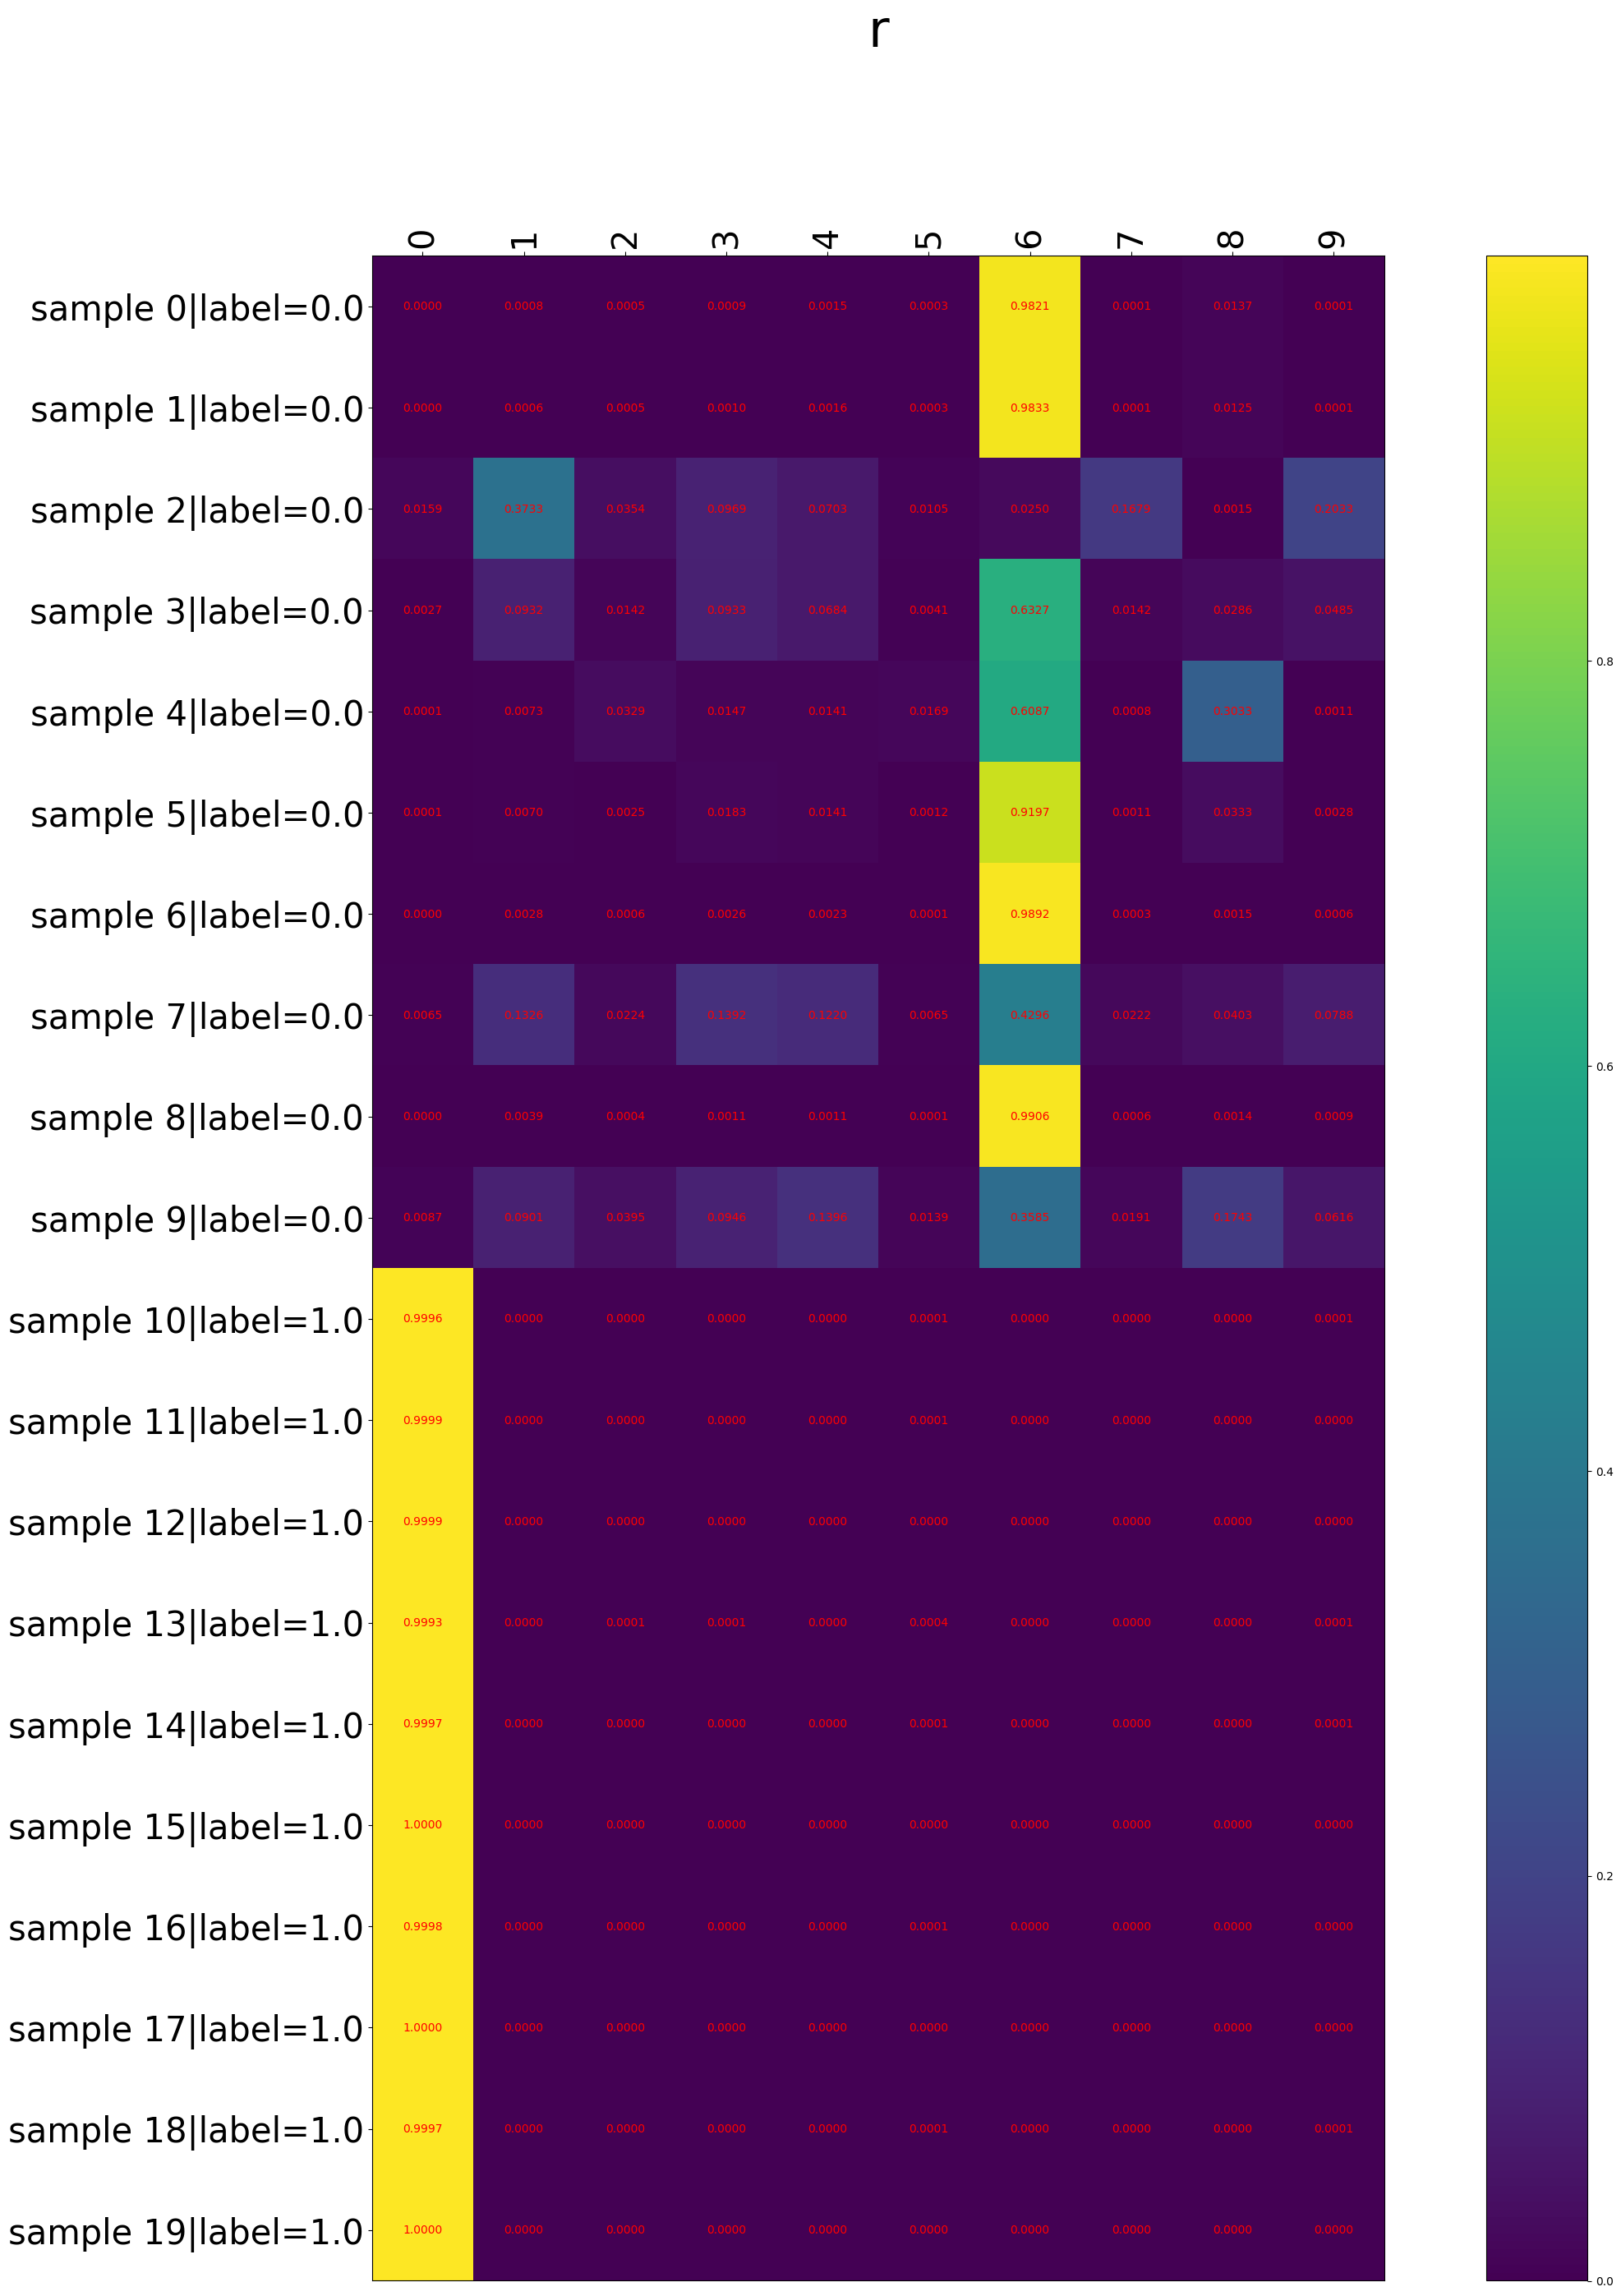 r
0 1 2 3 4 5 6 7 8 9
sample 0|label=0.0 0.0000 0.0008 0.0005 0.0009 0.0015 0.0003 0.9821 0.0001 0.0137 0.0001
sample 1|label=0.0 0.0000 0.0006 0.0005 0.0010 0.0016 0.0003 0.9833 0.0001 0.0125 0.0001
sample 2|label=0.0 0.0159 0.3733 0.0354 0.0969 0.0703 0.0105 0.0250 0.0015
sample 3|label=0.0 0.0027 0.0932 0.0142 0.0933 0.0684 0.0041 0.6327 0.0142 0.0286 0.0485
0.8
sample 4|label=0.0 0.0001 0.0073 0.0329 0.0147 0.0141 0.0169 0.6087 0.0008 0.3033 0.0011
sample 5|label=0.0 0.0001 0.0070 0.0025 0.0183 0.0141 0.0012 0.9197 0.0011 0.0333 0.0028
sample 6|label=0.0 0.0000 0.0028 0.0006 0.0026 0.0023 0.0001 0.9892 0.0003 0.0015 0.0006
sample 7|label=0.0 0.0065 0.1326 0.0224 0.1392 0.1220 0.0065 0.4296 0.0222 0.0403 0.0788
0.6
sample 8|label=0.0 0.0000 0.0039 0.0004 0.0011 0.0011 0.0001 0.9906 0.0006 0.0014 0.0009
sample 9|label=0.0 0.0087 0.0901 0.0395 0.0946 0.1396 0.0139 0.3585 0.0191 0.0616
sample 10|label=1.0 0.9996 0.0000 0.0000 0.0000 0.0000 0.0001 0.0000 0.0000 0.0000 0.0001
sample 11|label=1.0 0.9999 0.0000 0.0000 0.0000 0.0000 0.0001 0.0000 0.0000 0.0000 0.0000
0.4
sample 12|label=1.0 0.9999 0.0000 0.0000 0.0000 0.0000 0.0000 0.0000 0.0000 0.0000 0.0000
sample 13|label=1.0 0.9993 0.0000 0.0001 0.0001 0.0000 0.0004 0.0000 0.0000 0.0000 0.0001
sample 14|label=1.0 0.9997 0.0000 0.0000 0.0000 0.0000 0.0001 0.0000 0.0000 0.0000 0.0001
sample 15|label=1.0 1.0000 0.0000 0.0000 0.0000 0.0000 0.0000 0.0000 0.0000 0.0000 0.0000
0.2
sample 16|label=1.0 0.9998 0.0000 0.0000 0.0000 0.0000 0.0001 0.0000 0.0000 0.0000 0.0000
sample 17|label=1.0 1.0000 0.0000 0.0000 0.0000 0.0000 0.0000 0.0000 0.0000 0.0000 0.0000
sample 18|label=1.0 0.9997 0.0000 0.0000 0.0000 0.0000 0.0001 0.0000 0.0000 0.0000 0.0001
sample 19|label=1.0 1.0000 0.0000 0.0000 0.0000 0.0000 0.0000 0.0000 0.0000 0.0000 0.0000
0.0